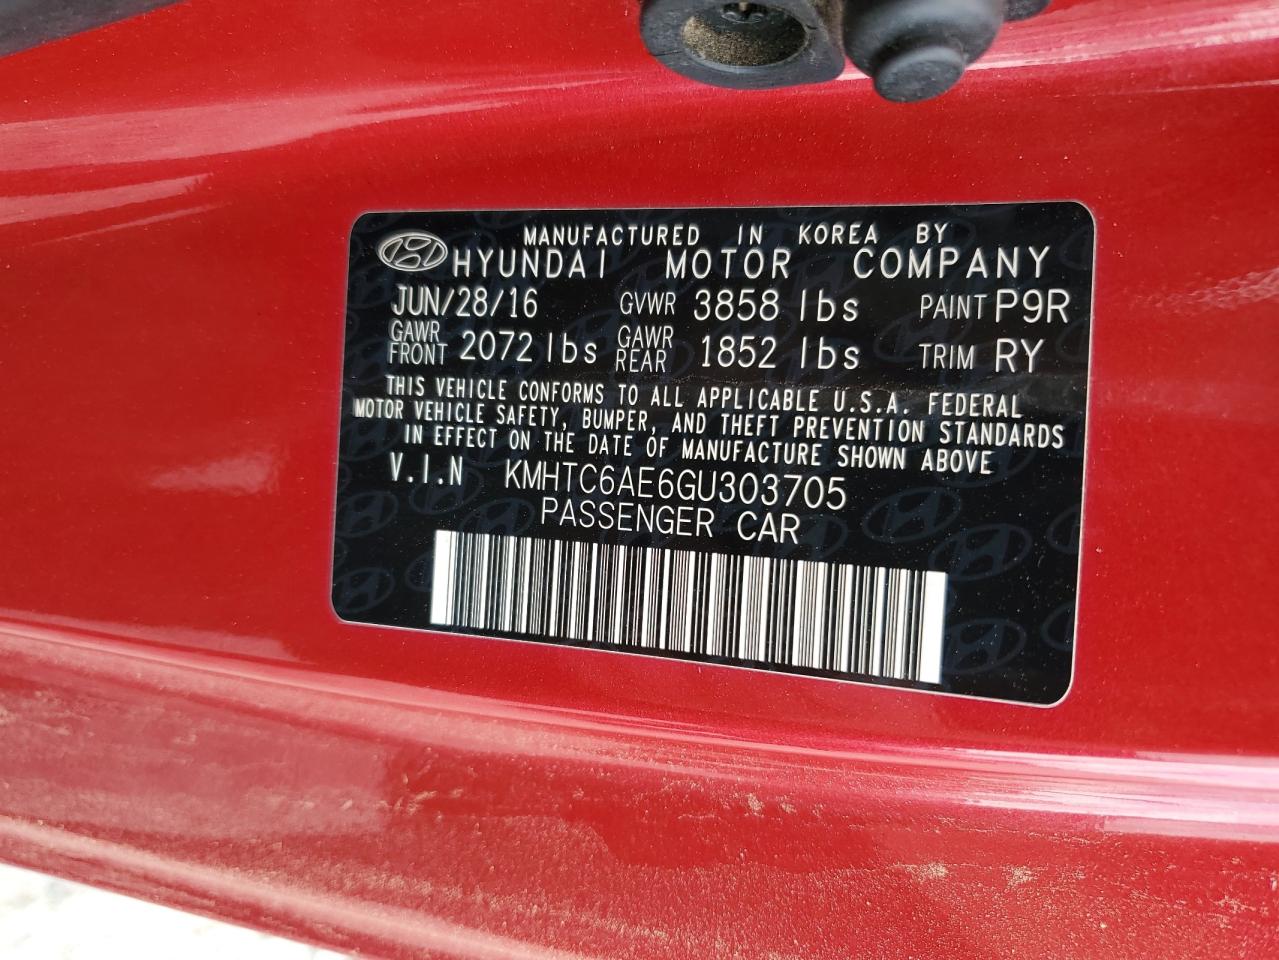 MANUFACTURED IN KOREA BY
HYUNDAI MOTOR COMPANY
JUN/28/16 GVWR 3858 lbs PAINT P9R
GAWR FRONT 2072 lbs GAWR REAR 1852 lbs TRIM RY
THIS VEHICLE CONFORMS TO ALL APPLICABLE U.S.A. FEDERAL
MOTOR VEHICLE SAFETY, BUMPER, AND THEFT PREVENTION STANDARDS
IN EFFECT ON THE DATE OF MANUFACTURE SHOWN ABOVE
V.I.N KMHTC6AE6GU303705
PASSENGER CAR